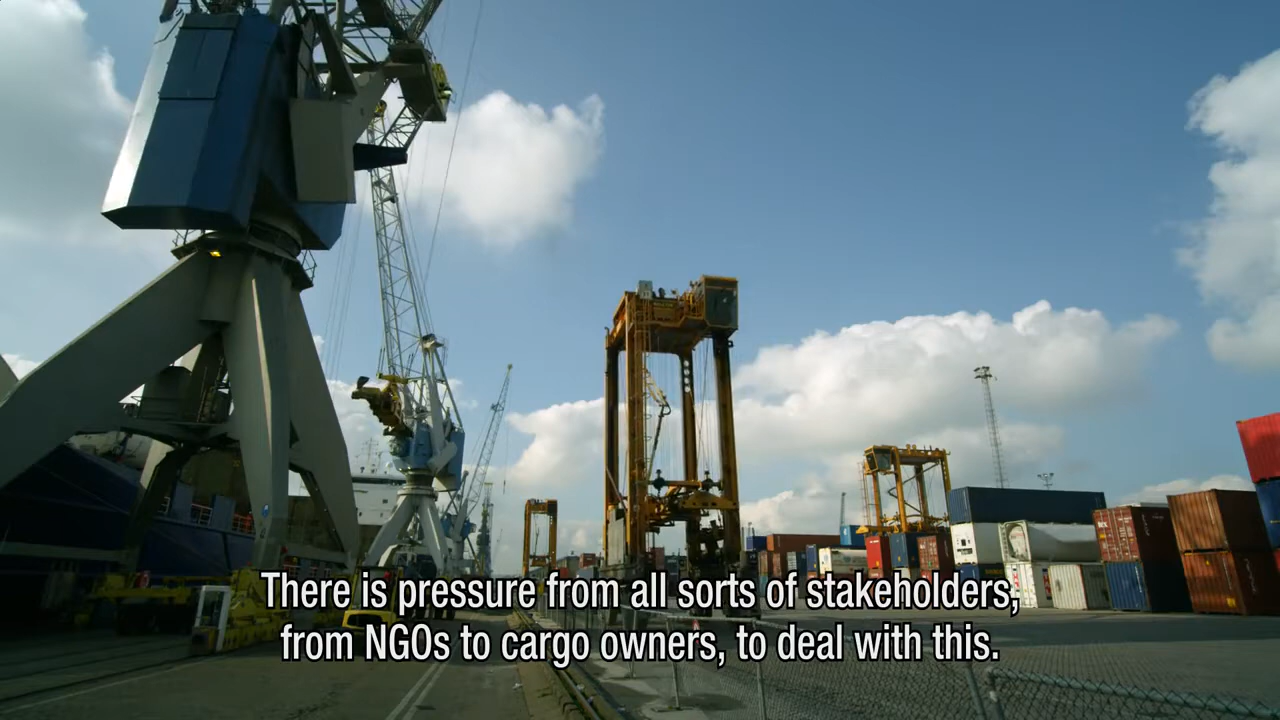 There is pressure from all sorts of stakeholders,
from NGOs to cargo owners, to deal with this.